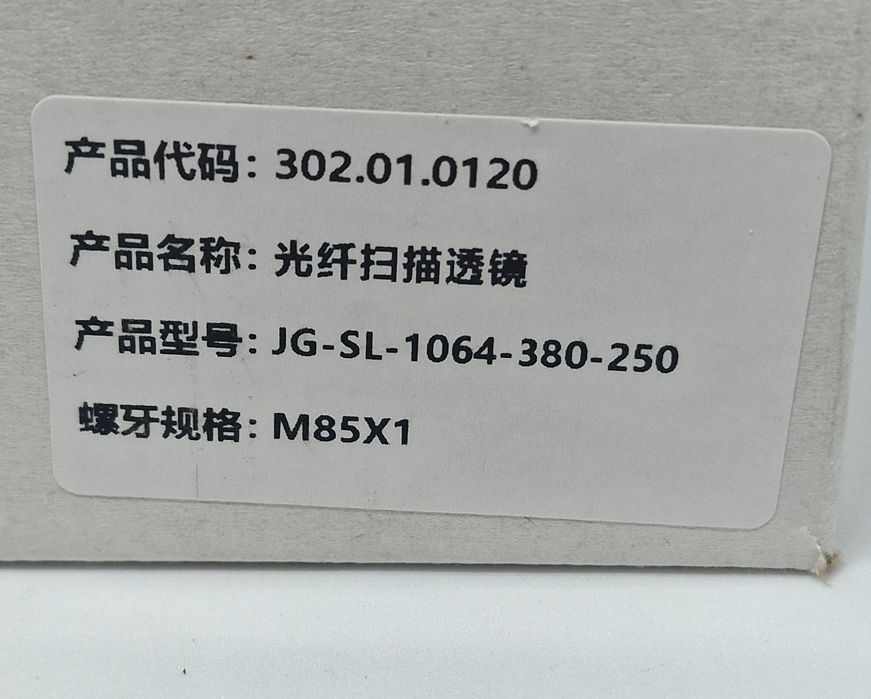 产品代码: 302.01.0120
产品名称: 光纤扫描透镜
产品型号: JG-SL-1064-380-250
螺牙规格: M85X1